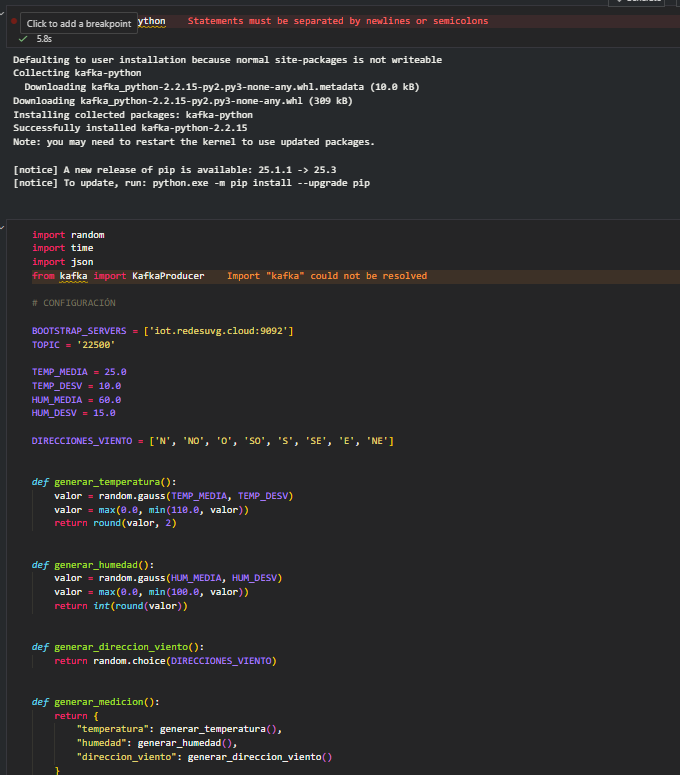 Click to add a breakpoint
ython Statements must be separated by newlines or semicolons
5.8s
Defaulting to user installation because normal site-packages is not writeable
Collecting kafka-python
  Downloading kafka_python-2.2.15-py2.py3-none-any.whl.metadata (10.0 kB)
Downloading kafka_python-2.2.15-py2.py3-none-any.whl (309 kB)
Installing collected packages: kafka-python
Successfully installed kafka-python-2.2.15
Note: you may need to restart the kernel to use updated packages.
[notice] A new release of pip is available: 25.1.1 -> 25.3
[notice] To update, run: python.exe -m pip install --upgrade pip
import random
import time
import json
from kafka import KafkaProducer Import "kafka" could not be resolved
# CONFIGURACIÓN
BOOTSTRAP_SERVERS = ['iot.redesuvg.cloud:9092']
TOPIC = '22500'
TEMP_MEDIA = 25.0
TEMP_DESV = 10.0
HUM_MEDIA = 60.0
HUM_DESV = 15.0
DIRECCIONES_VIENTO = ['N', 'NO', 'O', 'SO', 'S', 'SE', 'E', 'NE']
def generar_temperatura():
    valor = random.gauss(TEMP_MEDIA, TEMP_DESV)
    valor = max(0.0, min(110.0, valor))
    return round(valor, 2)
def generar_humedad():
    valor = random.gauss(HUM_MEDIA, HUM_DESV)
    valor = max(0.0, min(100.0, valor))
    return int(round(valor))
def generar_direccion_viento():
    return random.choice(DIRECCIONES_VIENTO)
def generar_medicion():
    return {
        "temperatura": generar_temperatura(),
        "humedad": generar_humedad(),
        "direccion_viento": generar_direccion_viento()
    }